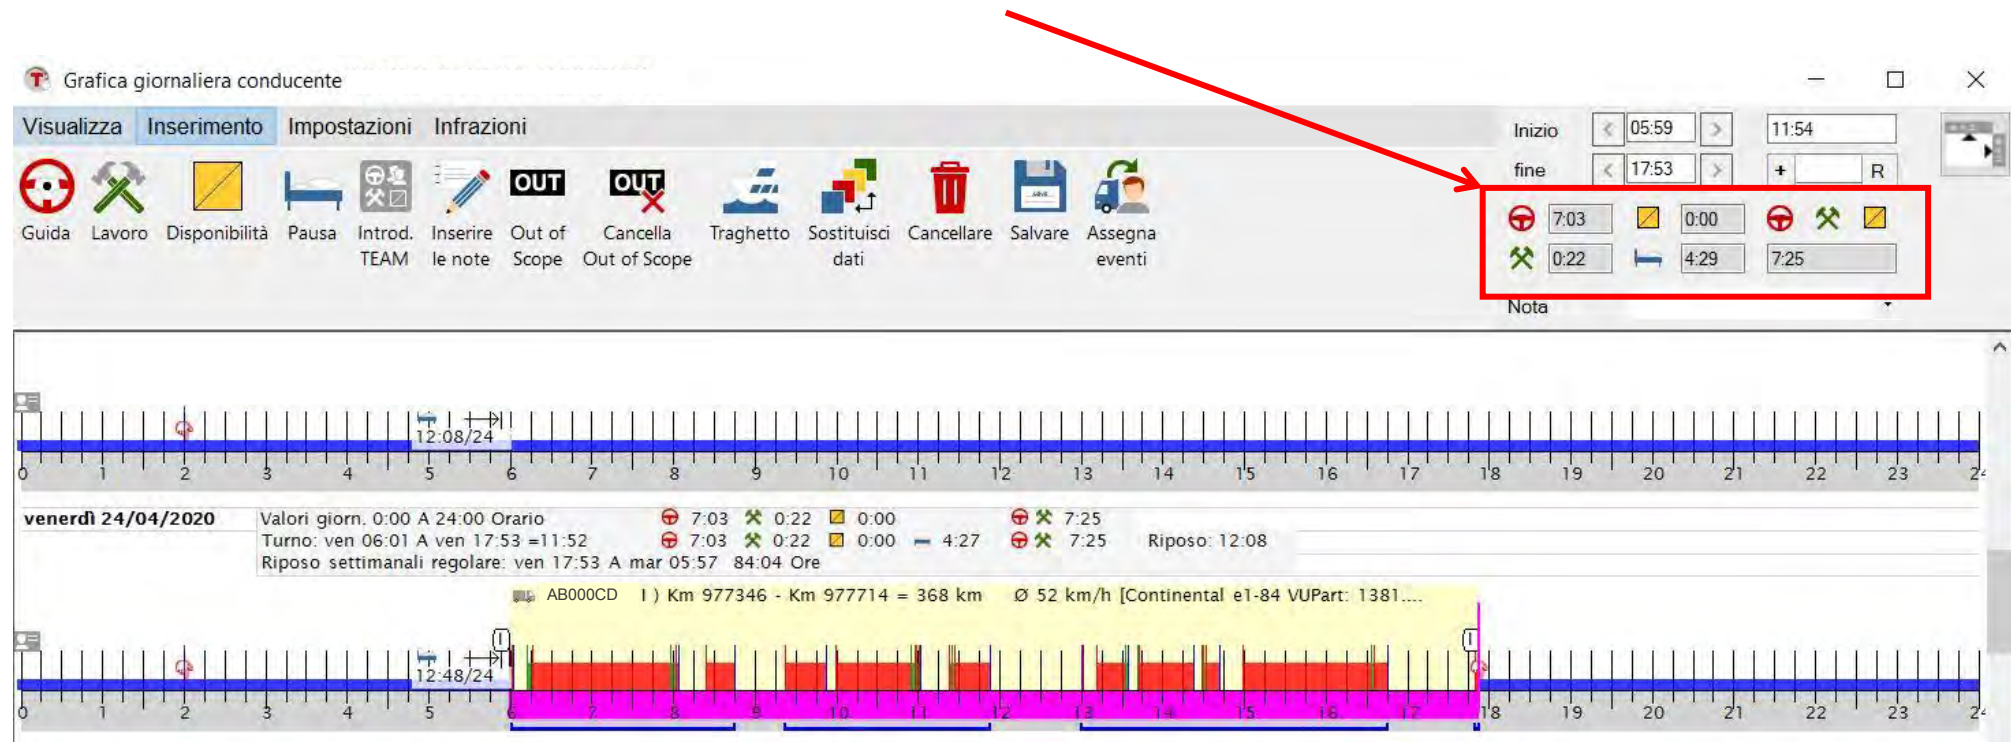 Grafica giornaliera conducente
Visualizza Inserimento Impostazioni Infrazioni
Inizio < 05:59 > 11:54
fine < 17:53 > + R
OUT OUT
Guida Lavoro Disponibilità Pausa Introd. TEAM Inserire le note Out of Scope Cancella Out of Scope Traghetto Sostituisci dati Cancellare Salvare Assegna eventi
7:03 0:00
0:22 4:29 7:25
Nota
12:08/24
0 1 2 3 4 5 6 7 8 9 10 11 12 13 14 15 16 17 18 19 20 21 22 23 24
venerdì 24/04/2020 Valori giorn. 0:00 A 24:00 Orario 7:03 0:22 0:00 7:25
Turno: ven 06:01 A ven 17:53 =11:52 7:03 0:22 0:00 4:27 7:25 Riposo: 12:08
Riposo settimanali regolare: ven 17:53 A mar 05:57 84:04 Ore
AB000CD I ) Km 977346 - Km 977714 = 368 km Ø 52 km/h [Continental e1-84 VUPart: 1381....
12:48/24
0 1 2 3 4 5 6 7 8 9 10 11 12 13 14 15 16 17 18 19 20 21 22 23 24